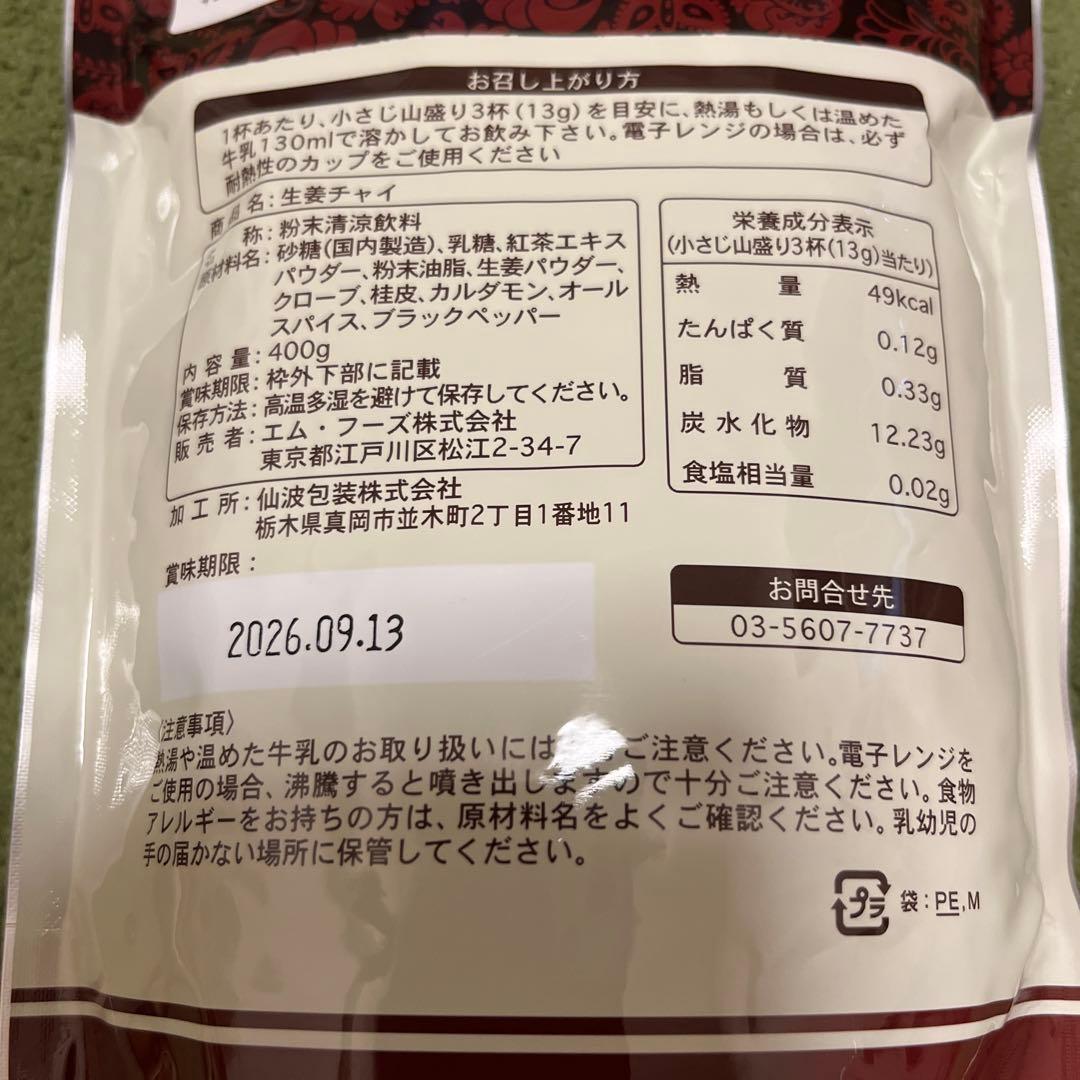 お召し上がり方
1杯あたり、小さじ山盛り3杯(13g)を目安に、熱湯もしくは温めた
牛乳130mlで溶かしてお飲み下さい。電子レンジの場合は、必ず
耐熱性のカップをご使用ください
商品名:生姜チャイ
名称:粉末清涼飲料
原材料名:砂糖(国内製造)、乳糖、紅茶エキス
パウダー、粉末油脂、生姜パウダー、
クローブ、桂皮、カルダモン、オール
スパイス、ブラックペッパー
内容量:400g
賞味期限:枠外下部に記載
保存方法:高温多湿を避けて保存してください。
販売者:エム・フーズ株式会社
東京都江戸川区松江2-34-7
加工所:仙波包装株式会社
栃木県真岡市並木町2丁目1番地11
栄養成分表示
(小さじ山盛り3杯(13g)当たり)
熱量 49kcal
たんぱく質 0.12g
脂質 0.33g
炭水化物 12.23g
食塩相当量 0.02g
賞味期限:
2026.09.13
お問合せ先
03-5607-7737
〈注意事項〉
熱湯や温めた牛乳のお取り扱いには ご注意ください。電子レンジを
ご使用の場合、沸騰すると噴き出しますので十分ご注意ください。食物
アレルギーをお持ちの方は、原材料名をよくご確認ください。乳幼児の
手の届かない場所に保管してください。
プラ 袋:PE,M